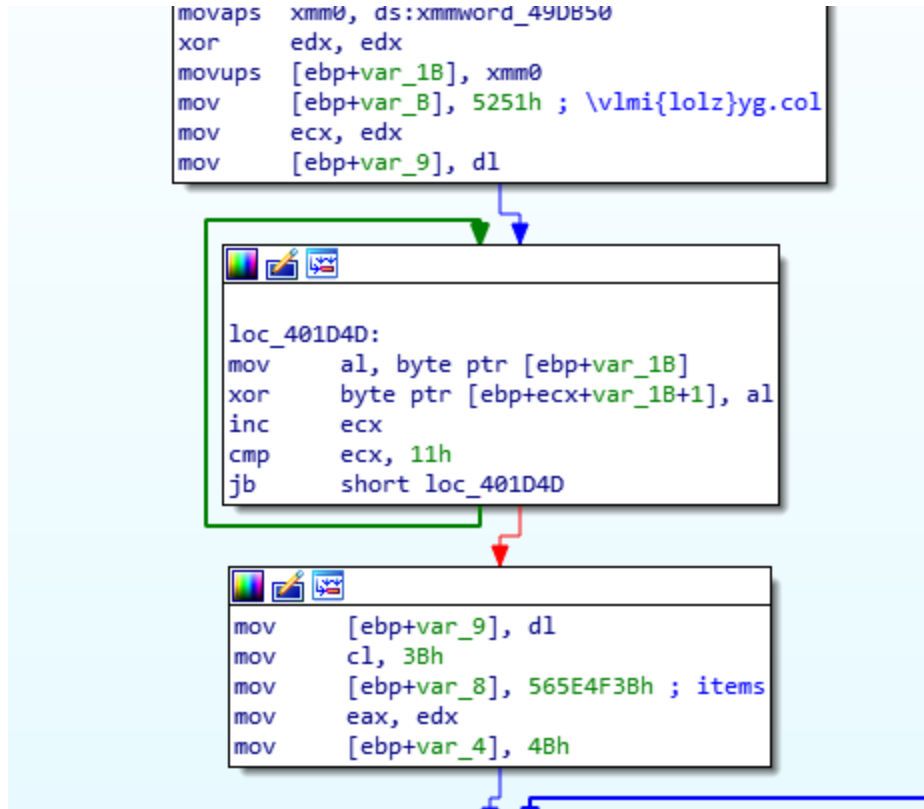 movaps xmm0, ds:xmmword_49DB50
xor edx, edx
movups [ebp+var_1B], xmm0
mov [ebp+var_B], 5251h ; \vlmi{lolz}yg.col
mov ecx, edx
mov [ebp+var_9], dl
loc_401D4D:
mov al, byte ptr [ebp+var_1B]
xor byte ptr [ebp+ecx+var_1B+1], al
inc ecx
cmp ecx, 11h
jb short loc_401D4D
mov [ebp+var_9], dl
mov cl, 3Bh
mov [ebp+var_8], 565E4F3Bh ; items
mov eax, edx
mov [ebp+var_4], 4Bh